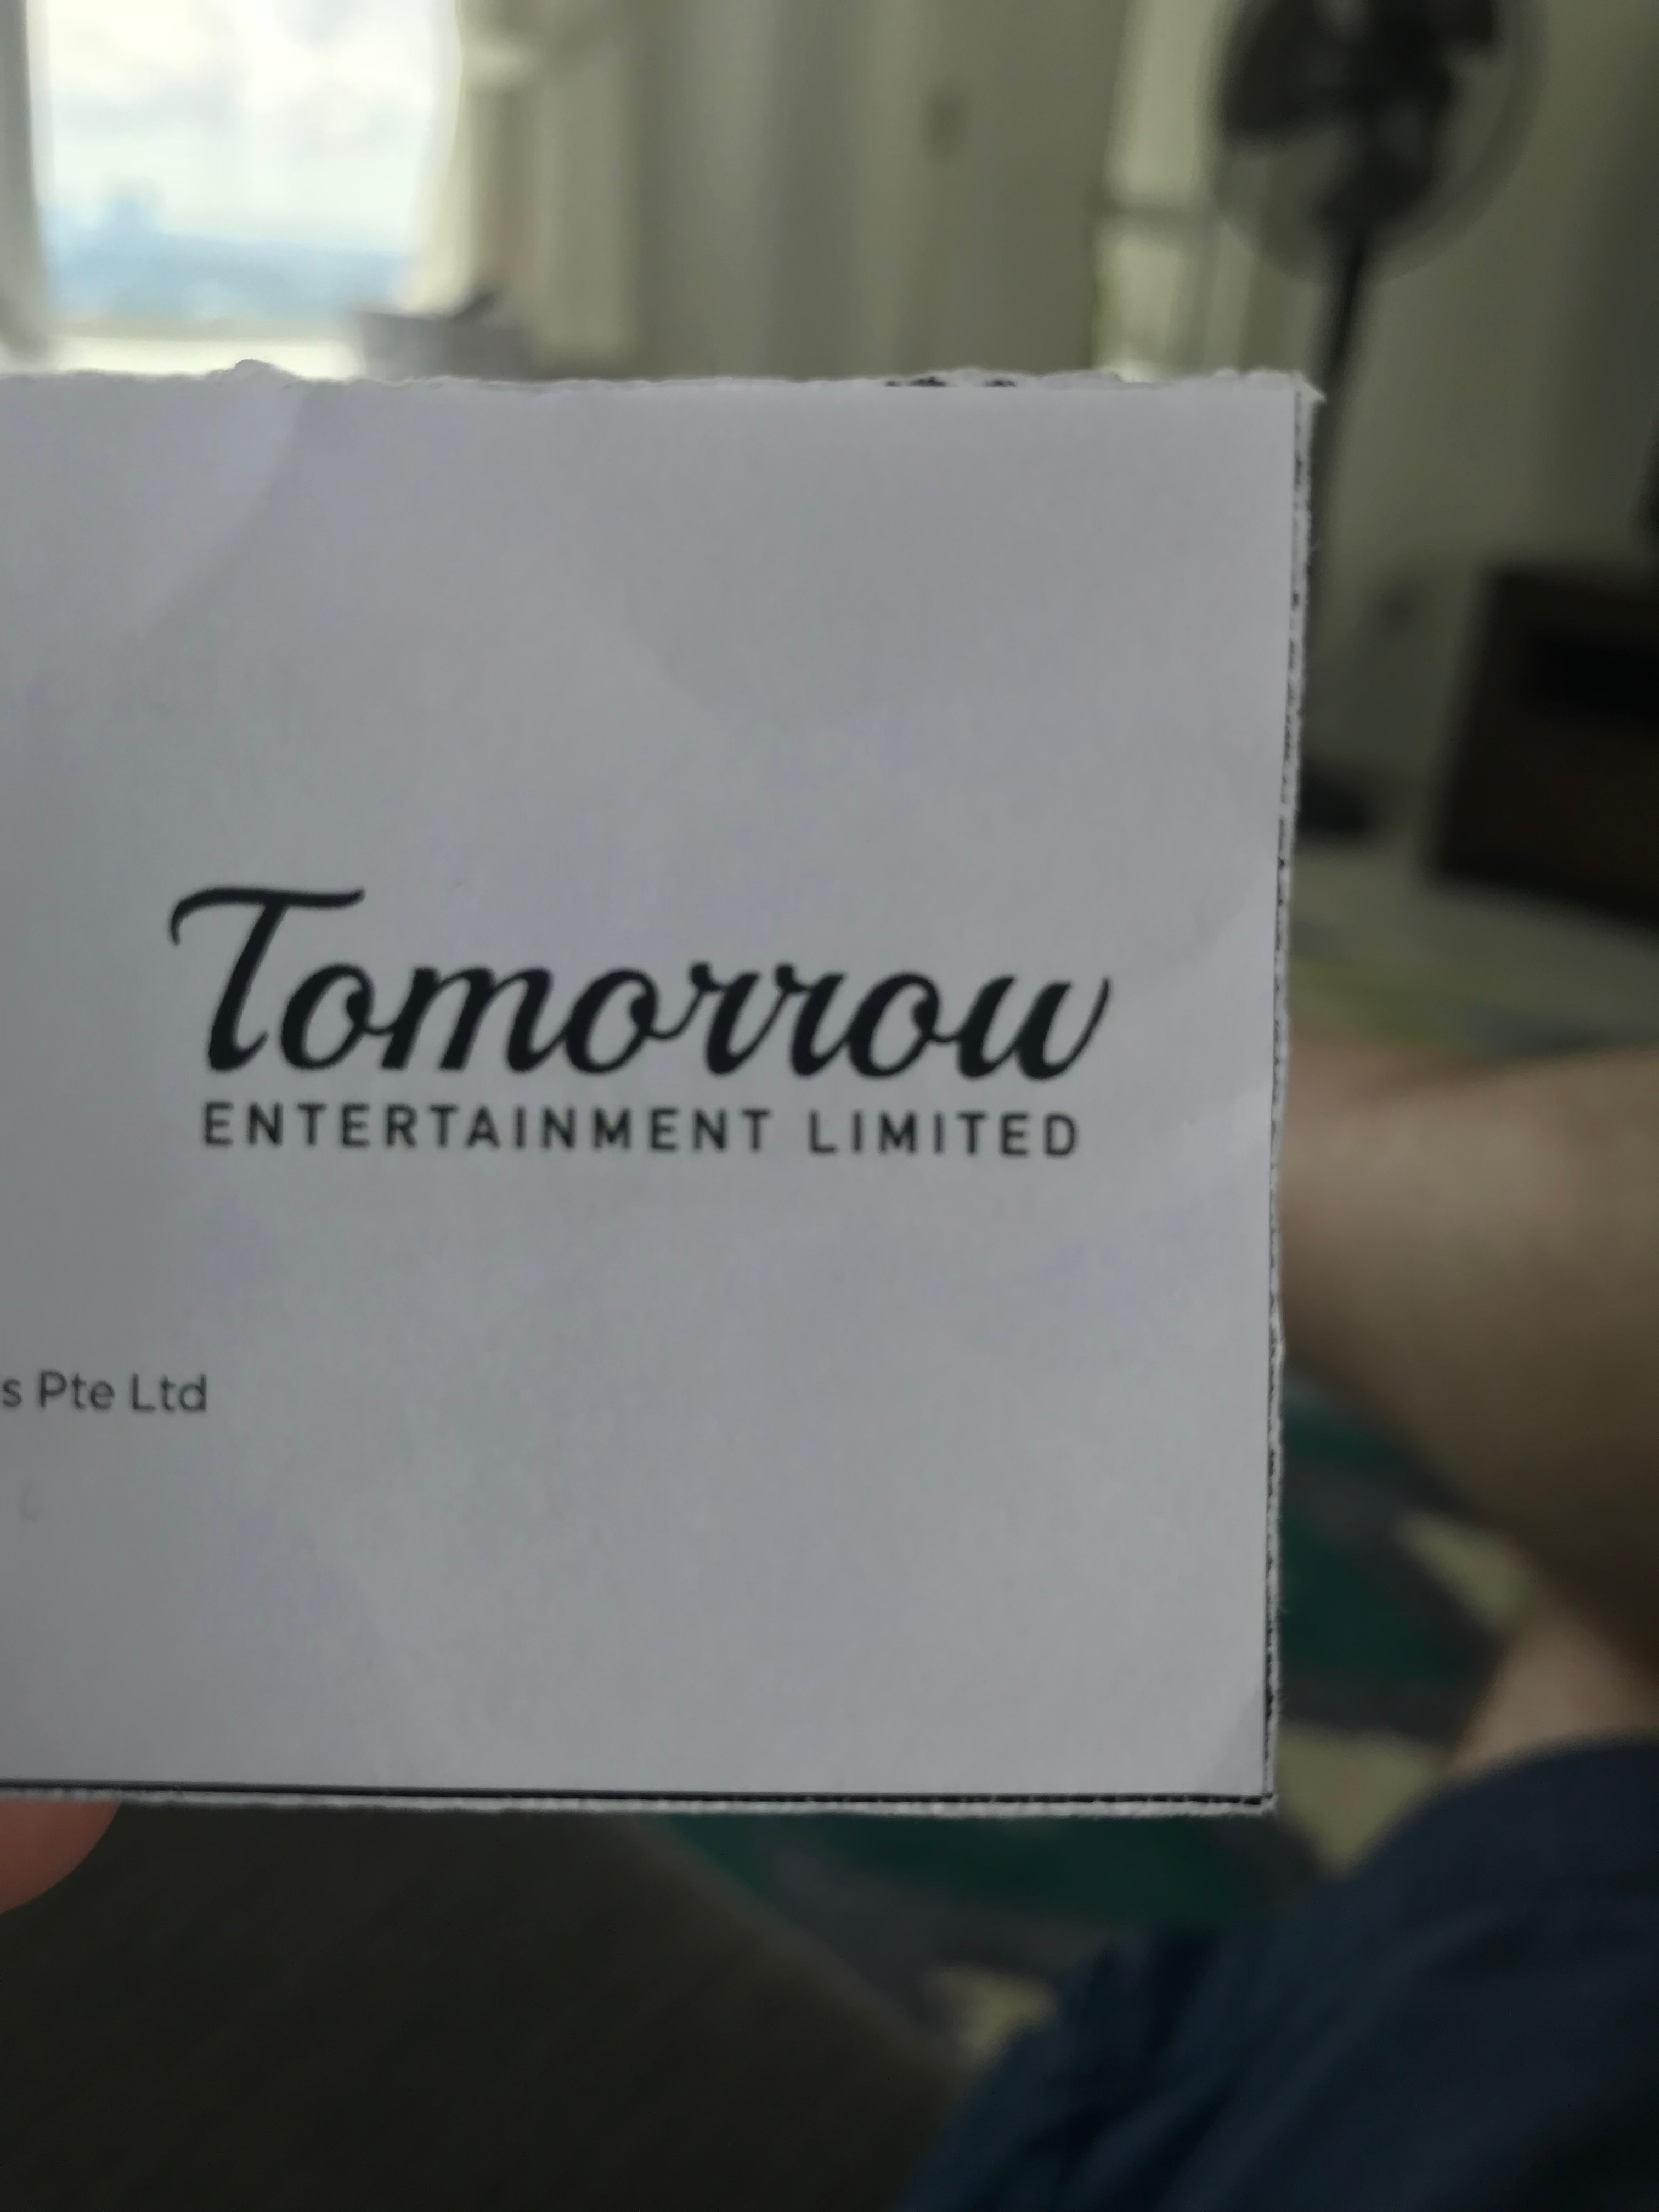 Tomorrow
ENTERTAINMENT LIMITED
s Pte Ltd